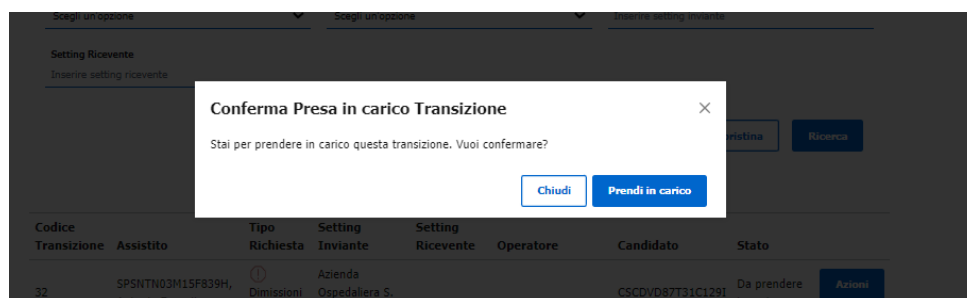 Scegli un'opzione Scegli un'opzione Inserire setting inviante
Setting Ricevente
Inserire setting ricevente
Conferma Presa in carico Transizione
Stai per prendere in carico questa transizione. Vuoi confermare?
Ricerca
Chiudi Prendi in carico
Codice Tipo Setting Setting
Transizione Assistito Richiesta Inviante Ricevente Operatore Candidato Stato
Azienda
SPSNTN03M15F839H, Da prendere Azioni
32 Dimissioni Ospedaliera S. CSCDVD87T31C129I